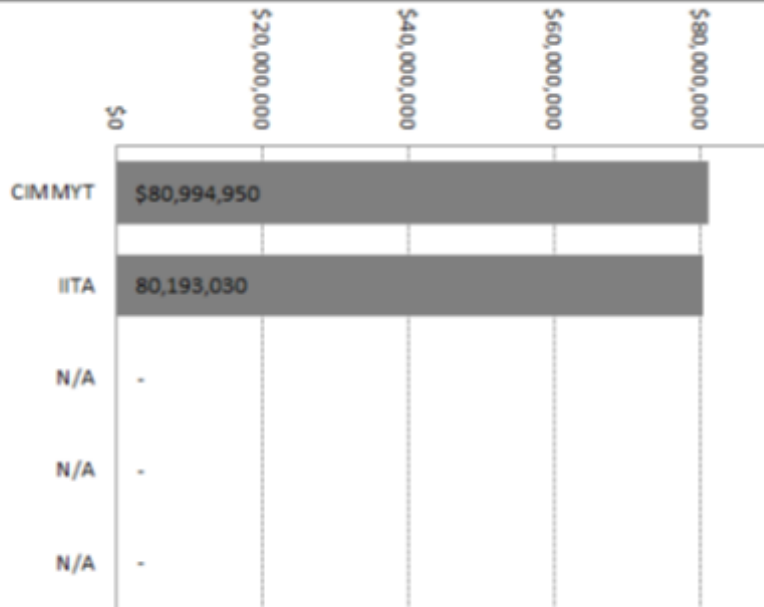 $0
$20,000,000
$40,000,000
$60,000,000
$80,000,000
CIMMYT $80,994,950
IITA 80,193,030
N/A -
N/A -
N/A -